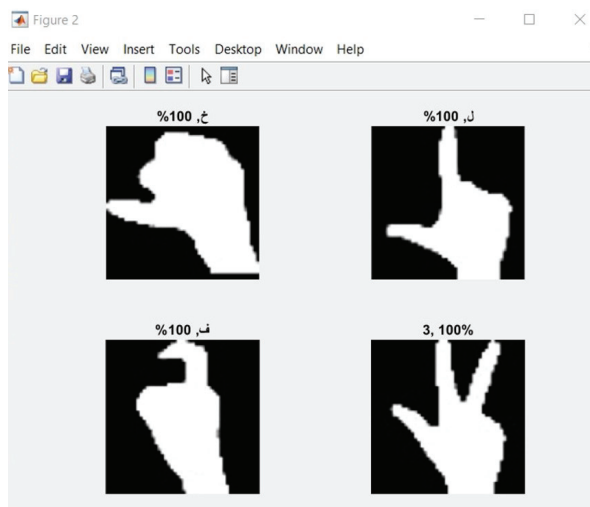 Figure 2
File Edit View Insert Tools Desktop Window Help
خ, 100%
ل, 100%
ف, 100%
3, 100%